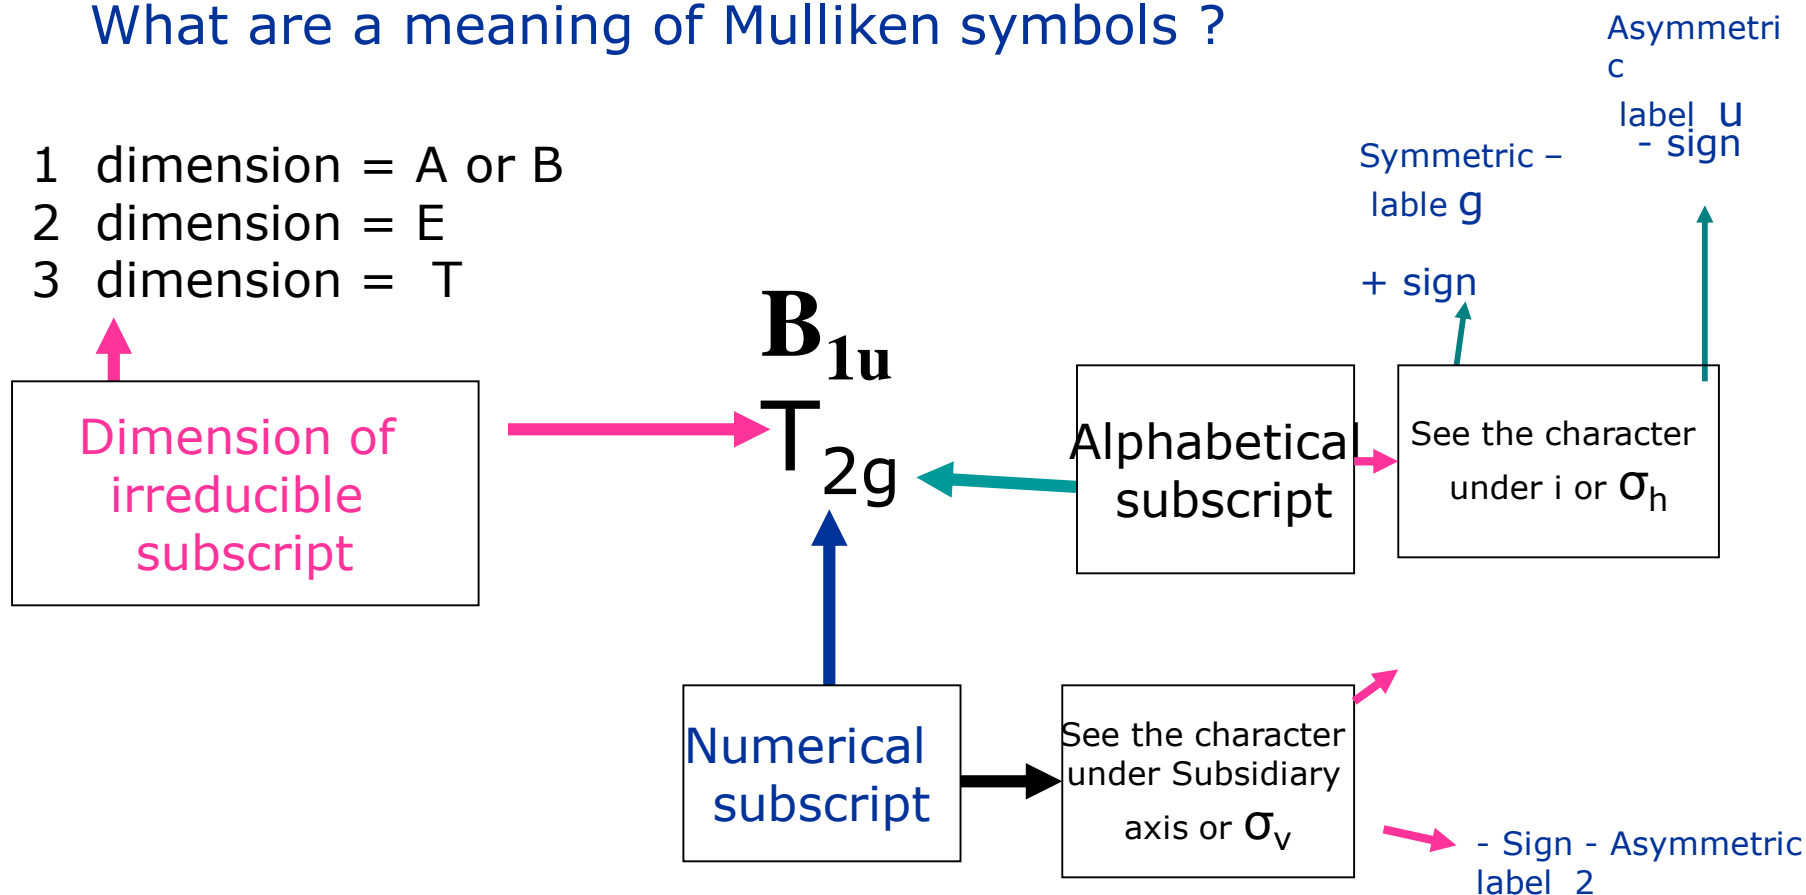 What are a meaning of Mulliken symbols ?
Asymmetri
c
label u
- sign
Symmetric –
lable g
+ sign
1 dimension = A or B
2 dimension = E
3 dimension = T
B1u
T2g
Dimension of
irreducible
subscript
Alphabetical
subscript
See the character
under i or σh
Numerical
subscript
See the character
under Subsidiary
axis or σv
- Sign - Asymmetric
label 2